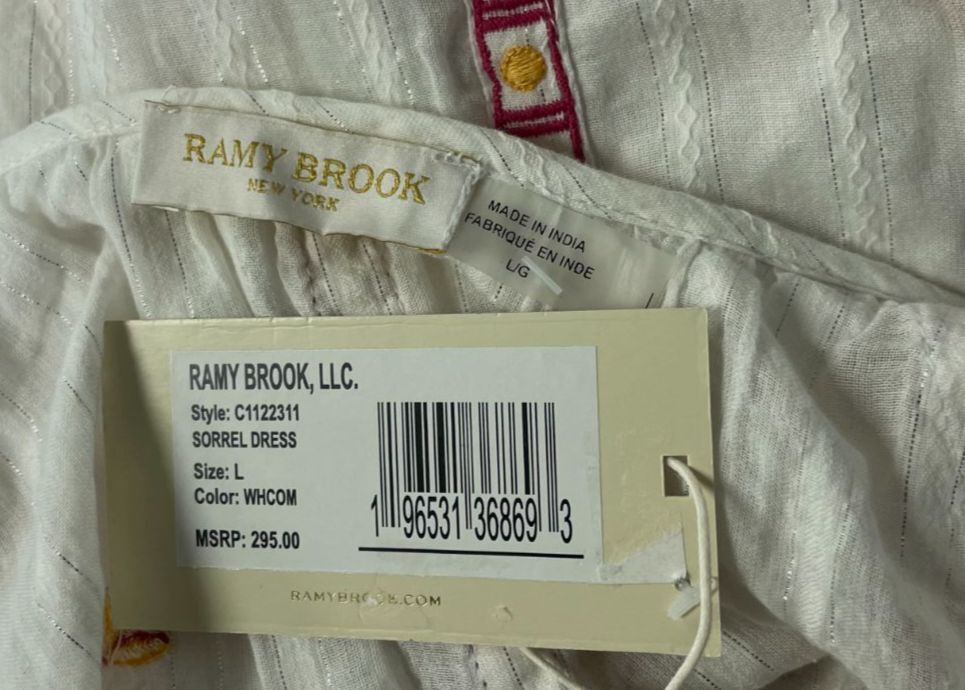 RAMY BROOK
NEW YORK
MADE IN INDIA
FABRIQUÉ EN INDE
L/G
RAMY BROOK, LLC.
Style: C1122311
SORREL DRESS
Size: L
Color: WHCOM
MSRP: 295.00
1 96531 36869 3
RAMYBROOK.COM